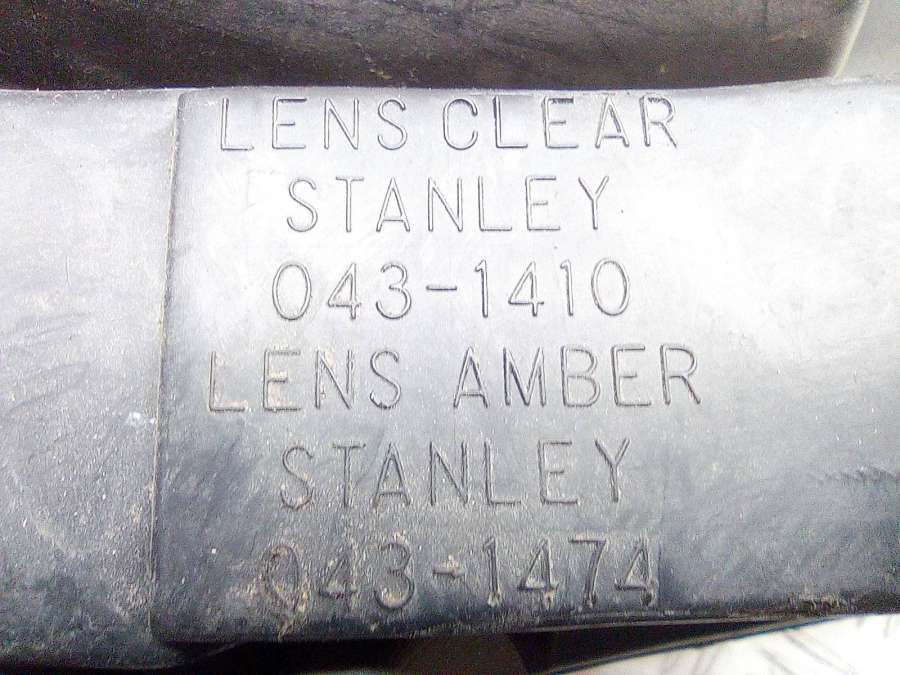 LENS CLEAR
STANLEY
043-1410
LENS AMBER
STANLEY
043-1474